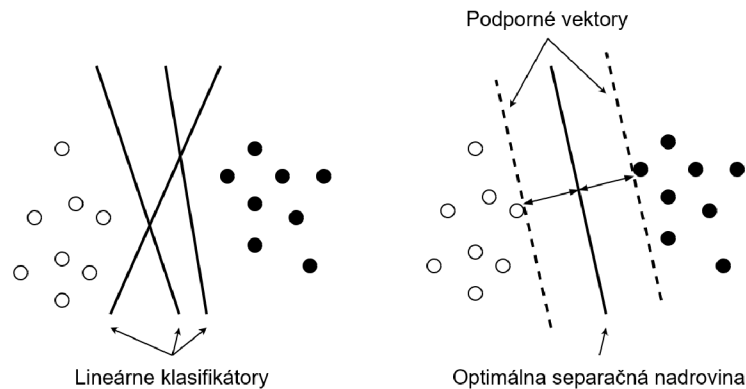 Podporné vektory
Lineárne klasifikátory
Optimálna separačná nadrovina